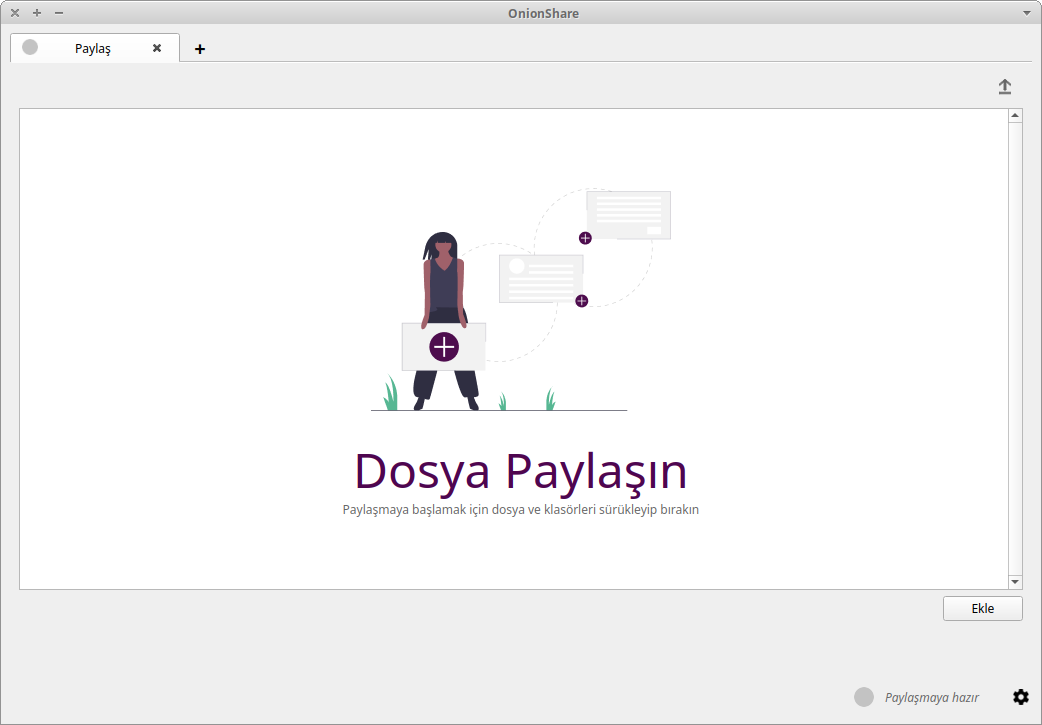 OnionShare
Paylaş
Dosya Paylaşın
Paylaşmaya başlamak için dosya ve klasörleri sürükleyip bırakın
Ekle
Paylaşmaya hazır